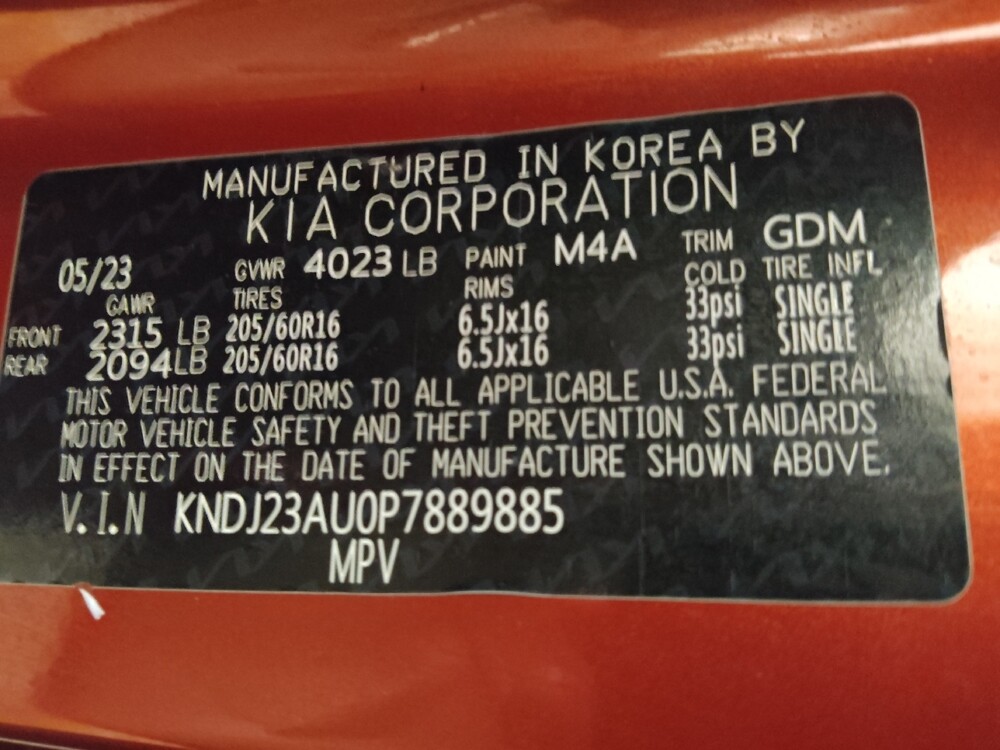 MANUFACTURED IN KOREA BY
KIA CORPORATION
05/23 GVWR 4023 LB PAINT M4A TRIM GDM
GAWR TIRES RIMS COLD TIRE INFL
FRONT 2315 LB 205/60R16 6.5Jx16 33psi SINGLE
REAR 2094LB 205/60R16 6.5Jx16 33psi SINGLE
THIS VEHICLE CONFORMS TO ALL APPLICABLE U.S.A. FEDERAL
MOTOR VEHICLE SAFETY AND THEFT PREVENTION STANDARDS
IN EFFECT ON THE DATE OF MANUFACTURE SHOWN ABOVE.
V.I.N KNDJ23AU0P7889885
MPV